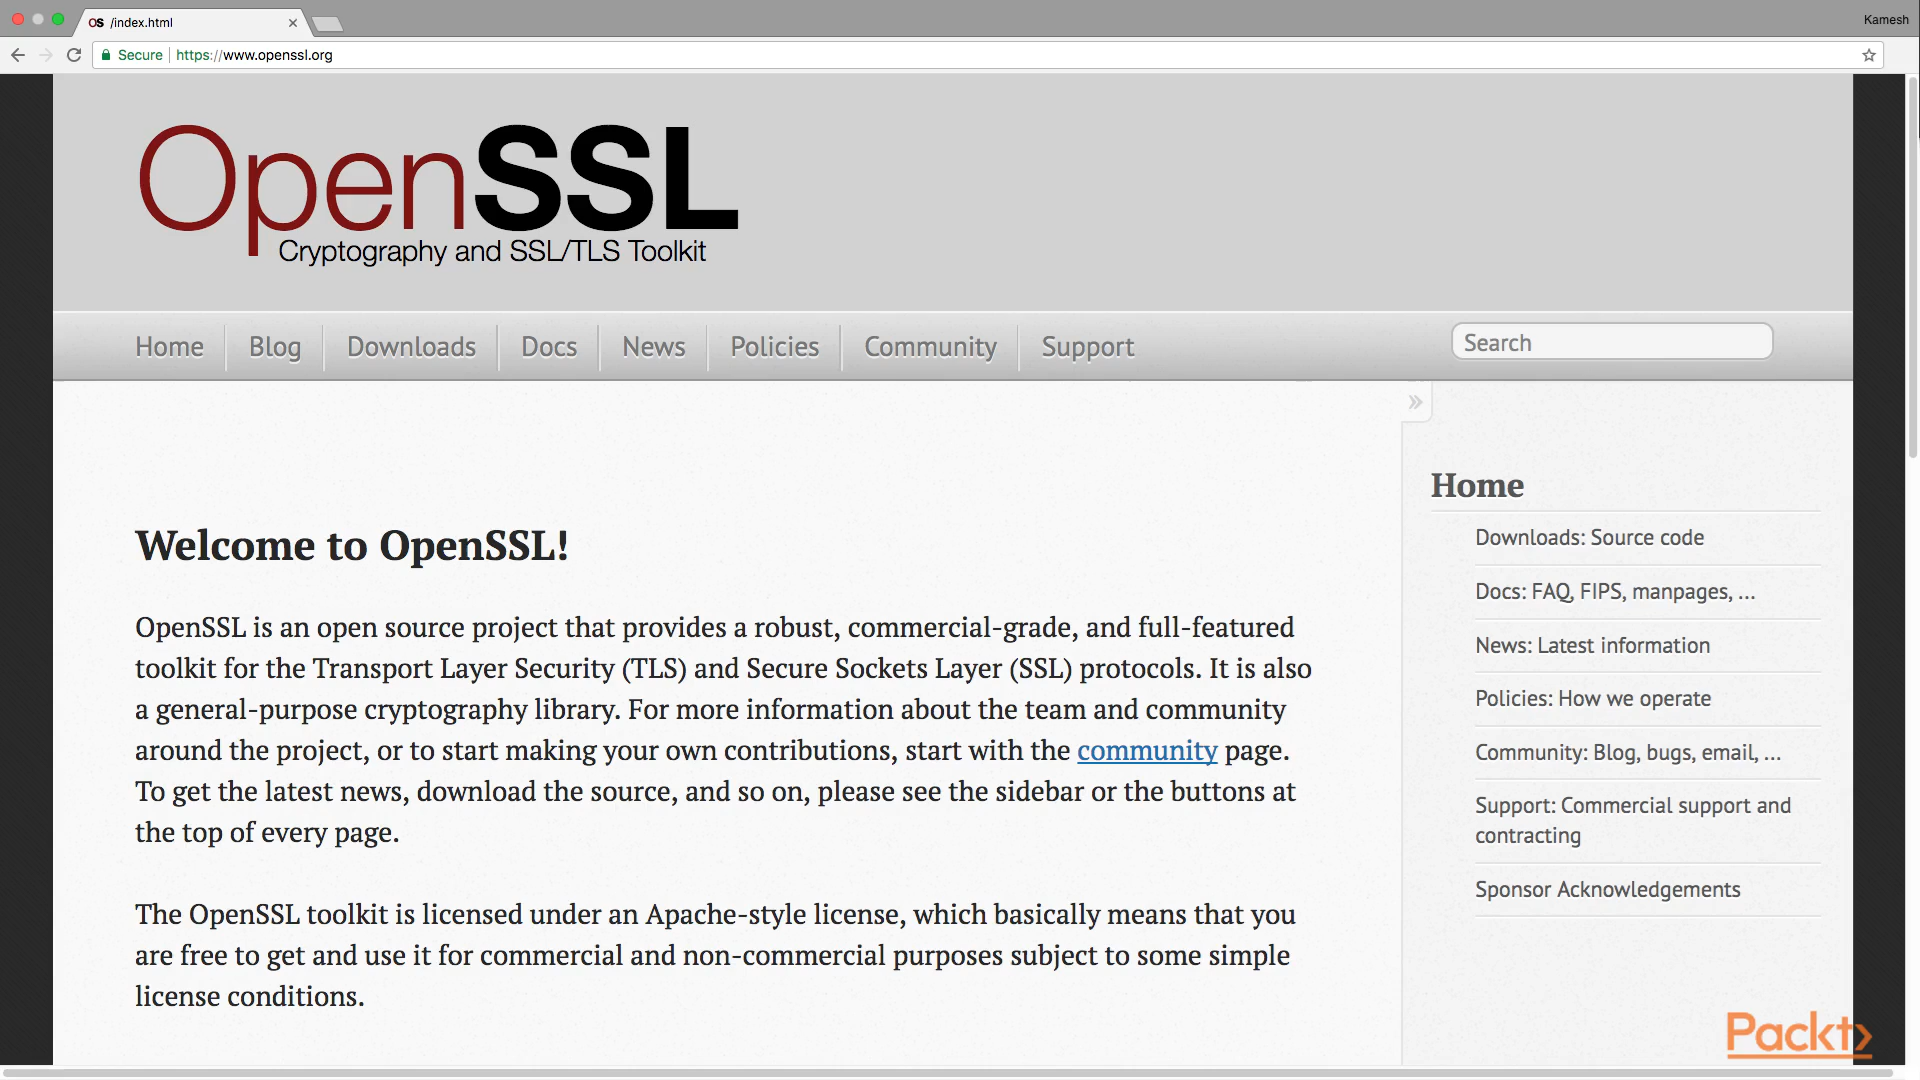 OS /index.html
Kamesh
Secure https://www.openssl.org
OpenSSL
Cryptography and SSL/TLS Toolkit
Home Blog Downloads Docs News Policies Community Support Search
»
Welcome to OpenSSL!
OpenSSL is an open source project that provides a robust, commercial-grade, and full-featured
toolkit for the Transport Layer Security (TLS) and Secure Sockets Layer (SSL) protocols. It is also
a general-purpose cryptography library. For more information about the team and community
around the project, or to start making your own contributions, start with the community page.
To get the latest news, download the source, and so on, please see the sidebar or the buttons at
the top of every page.
The OpenSSL toolkit is licensed under an Apache-style license, which basically means that you
are free to get and use it for commercial and non-commercial purposes subject to some simple
license conditions.
Home
Downloads: Source code
Docs: FAQ, FIPS, manpages, ...
News: Latest information
Policies: How we operate
Community: Blog, bugs, email, ...
Support: Commercial support and
contracting
Sponsor Acknowledgements
Packt